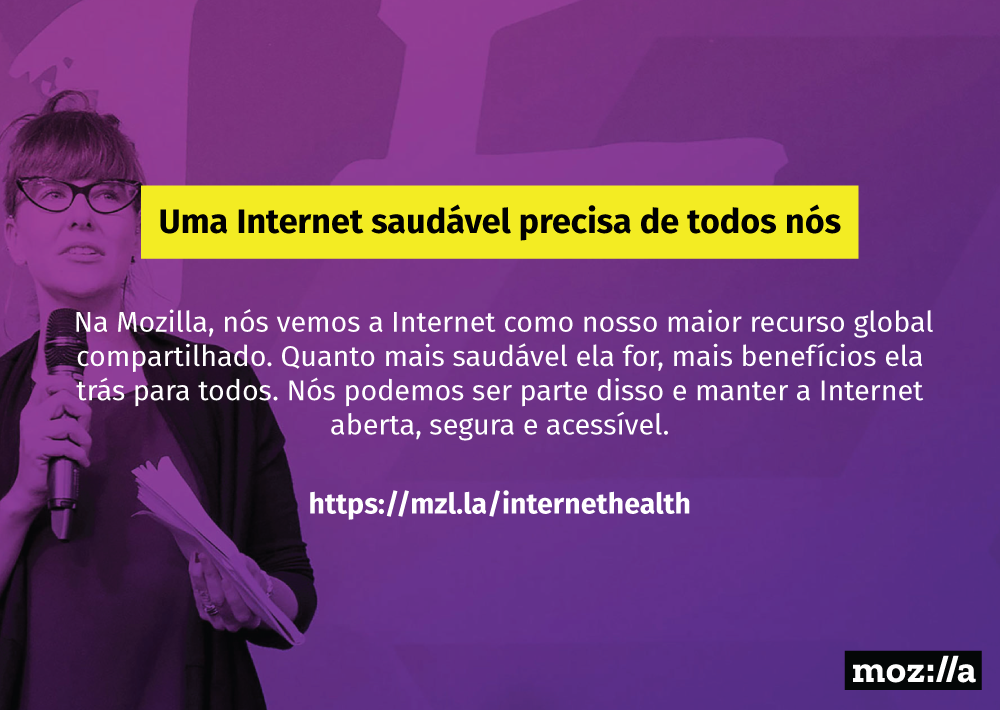 Uma Internet saudável precisa de todos nós
Na Mozilla, nós vemos a Internet como nosso maior recurso global
compartilhado. Quanto mais saudável ela for, mais benefícios ela
trás para todos. Nós podemos ser parte disso e manter a Internet
aberta, segura e acessível.
https://mzl.la/internethealth
moz://a